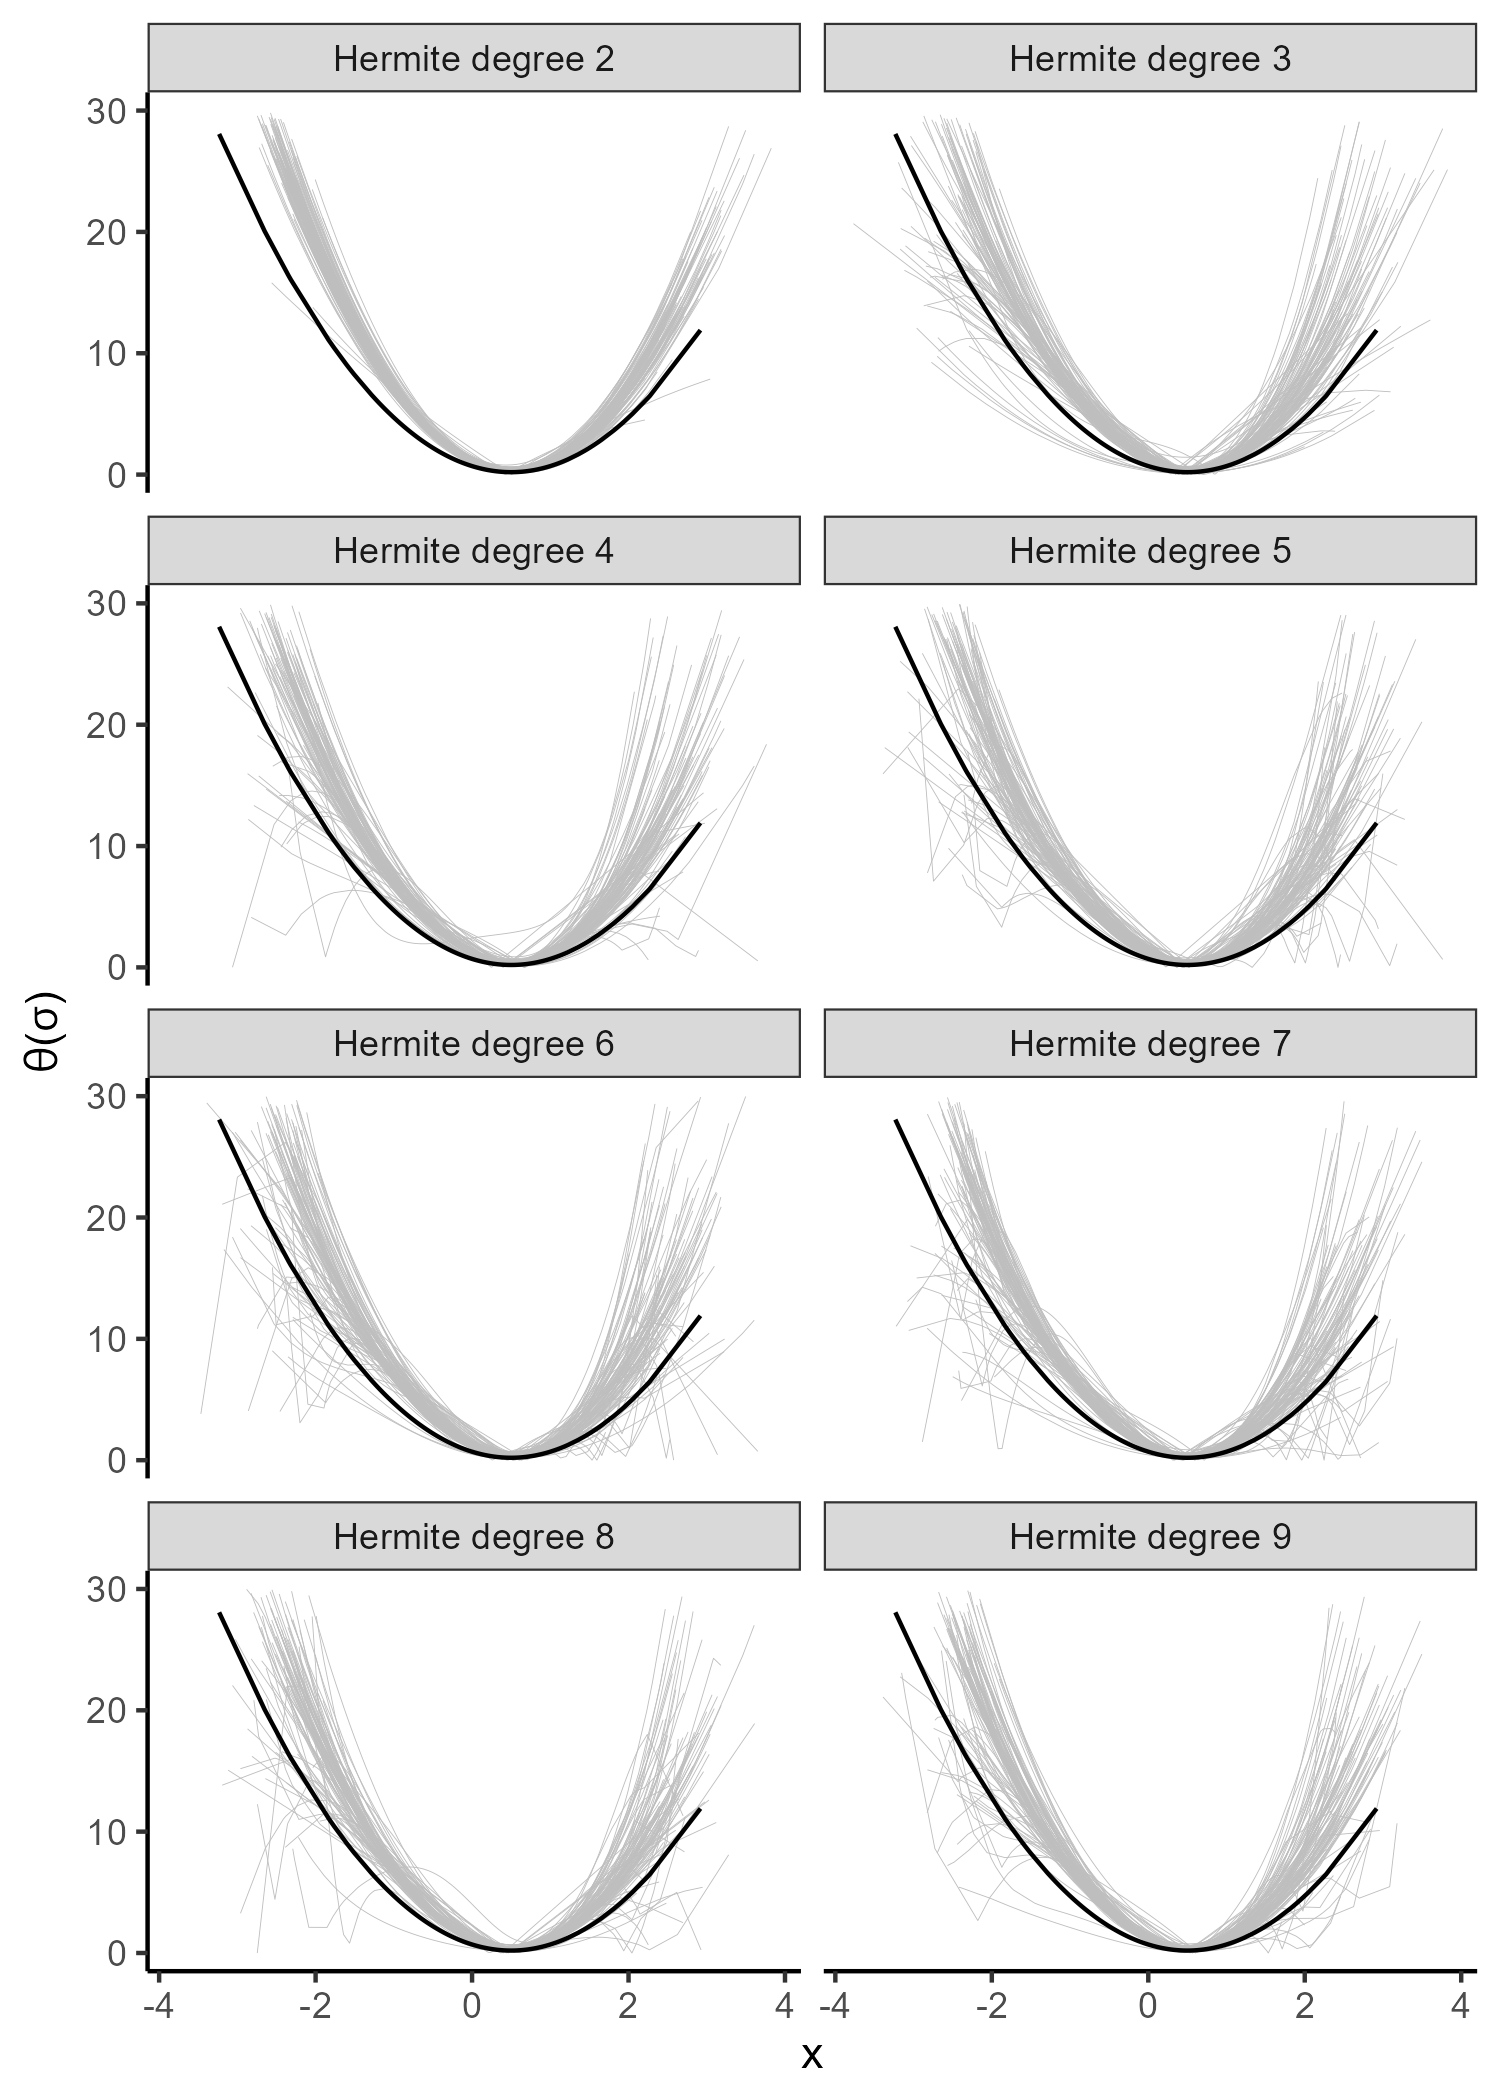 Hermite degree 2
Hermite degree 3
30
20
10
0
Hermite degree 4
Hermite degree 5
30
20
10
0
θ(σ)
Hermite degree 6
Hermite degree 7
30
20
10
0
Hermite degree 8
Hermite degree 9
30
20
10
0
-4 -2 0 2 4 -4 -2 0 2 4
x